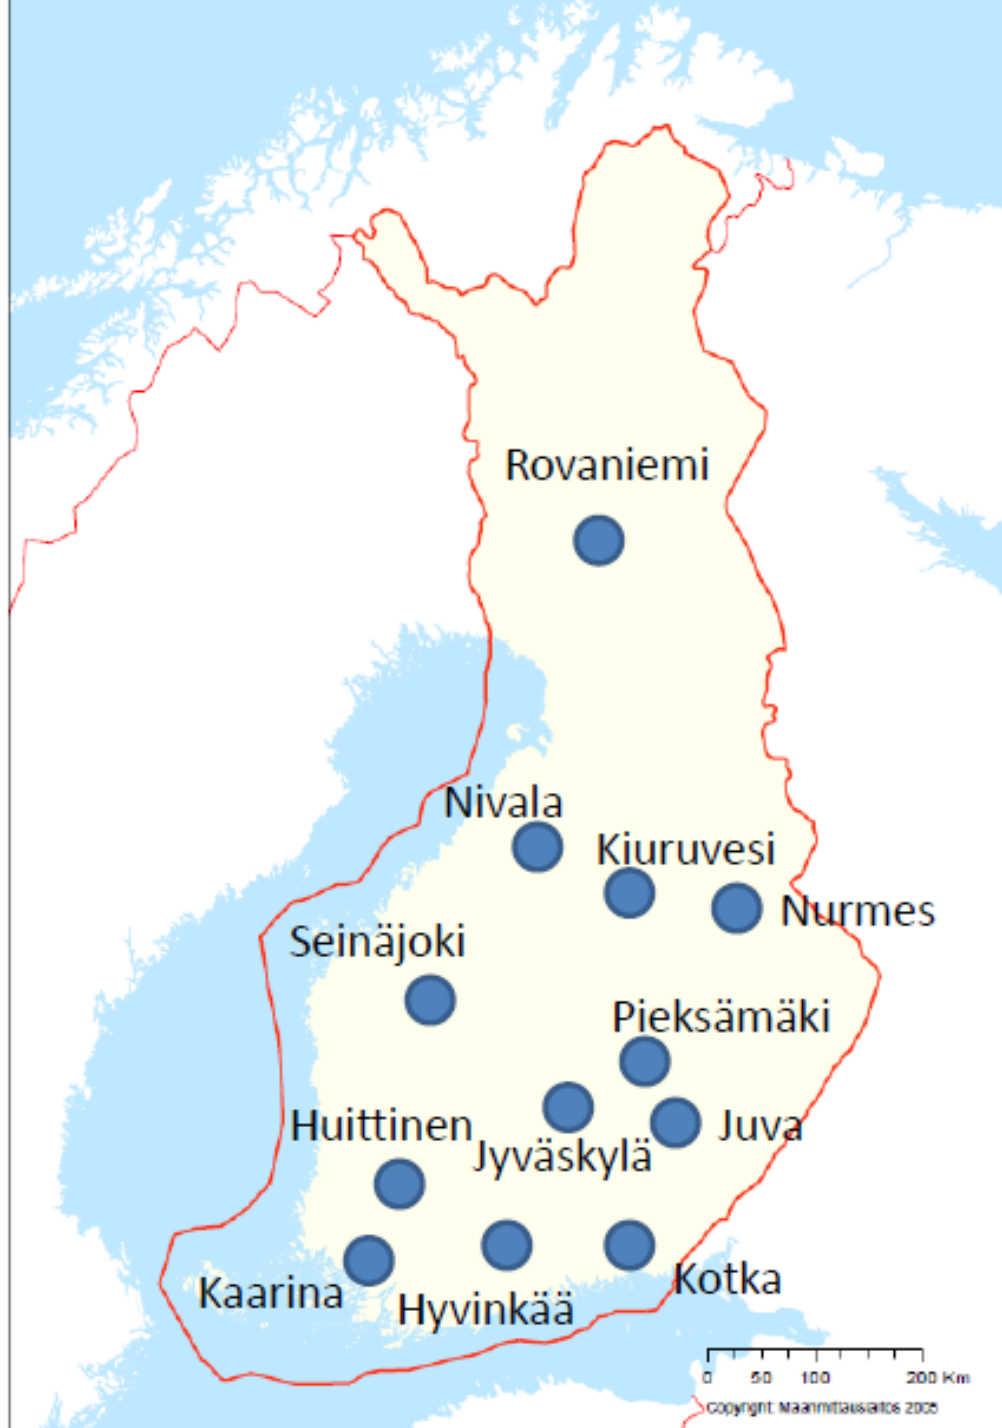 Rovaniemi
Nivala
Kiuruvesi
Nurmes
Seinäjoki
Pieksämäki
Huittinen
Juva
Jyväskylä
Kaarina
Kotka
Hyvinkää
0 50 100 200 Km
Copyright: Maanmittauslaitos 2005